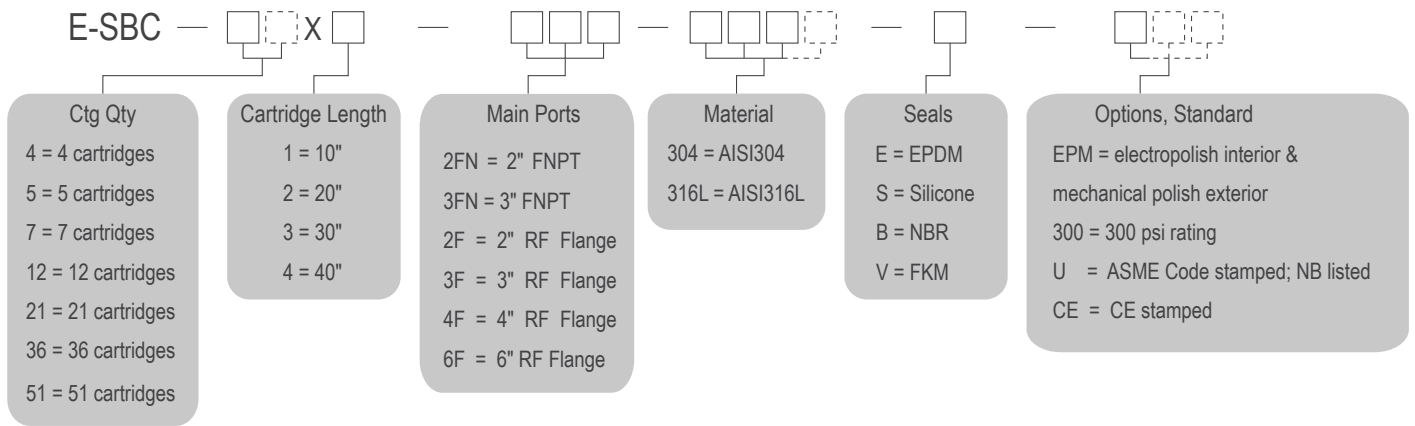 E-SBC — X — — — —
Ctg Qty
4 = 4 cartridges
5 = 5 cartridges
7 = 7 cartridges
12 = 12 cartridges
21 = 21 cartridges
36 = 36 cartridges
51 = 51 cartridges
Cartridge Length
1 = 10"
2 = 20"
3 = 30"
4 = 40"
Main Ports
2FN = 2" FNPT
3FN = 3" FNPT
2F = 2" RF Flange
3F = 3" RF Flange
4F = 4" RF Flange
6F = 6" RF Flange
Material
304 = AISI304
316L = AISI316L
Seals
E = EPDM
S = Silicone
B = NBR
V = FKM
Options, Standard
EPM = electropolish interior &
mechanical polish exterior
300 = 300 psi rating
U = ASME Code stamped; NB listed
CE = CE stamped